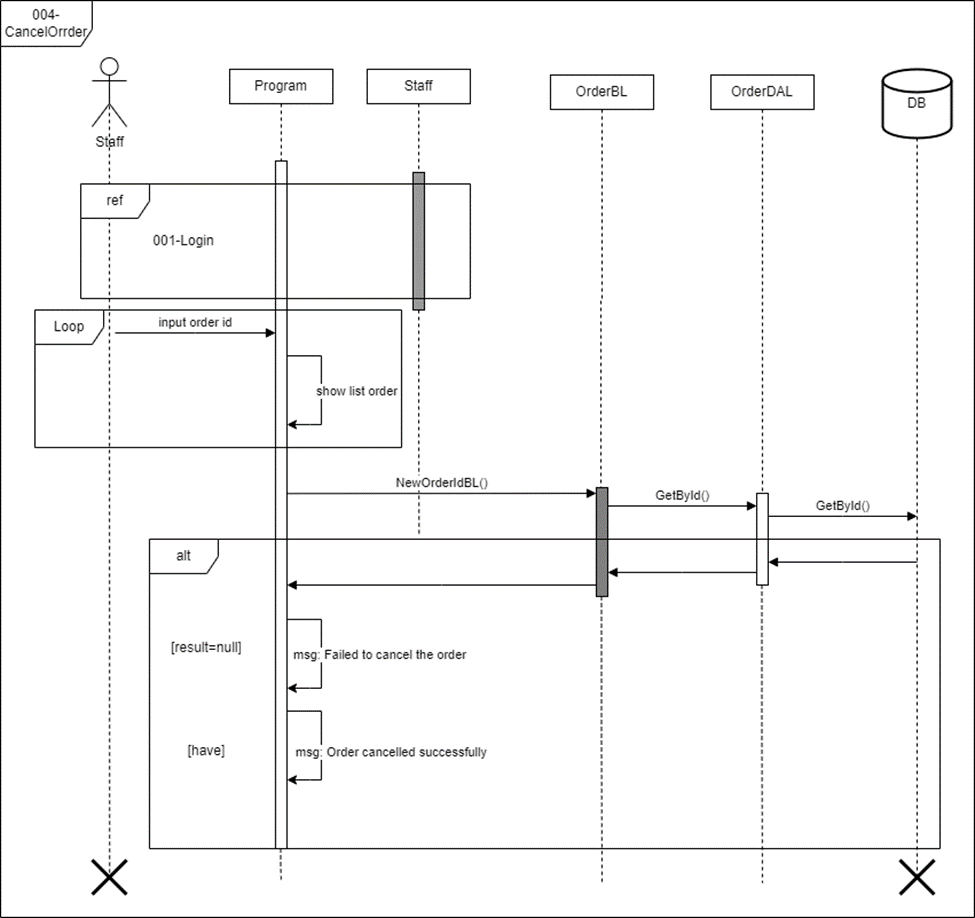 004-
CancelOrrder
Staff
Program
Staff
OrderBL
OrderDAL
DB
ref
001-Login
Loop
input order id
show list order
NewOrderIdBL()
GetById()
GetById()
alt
[result=null]
msg: Failed to cancel the order
[have]
msg: Order cancelled successfully